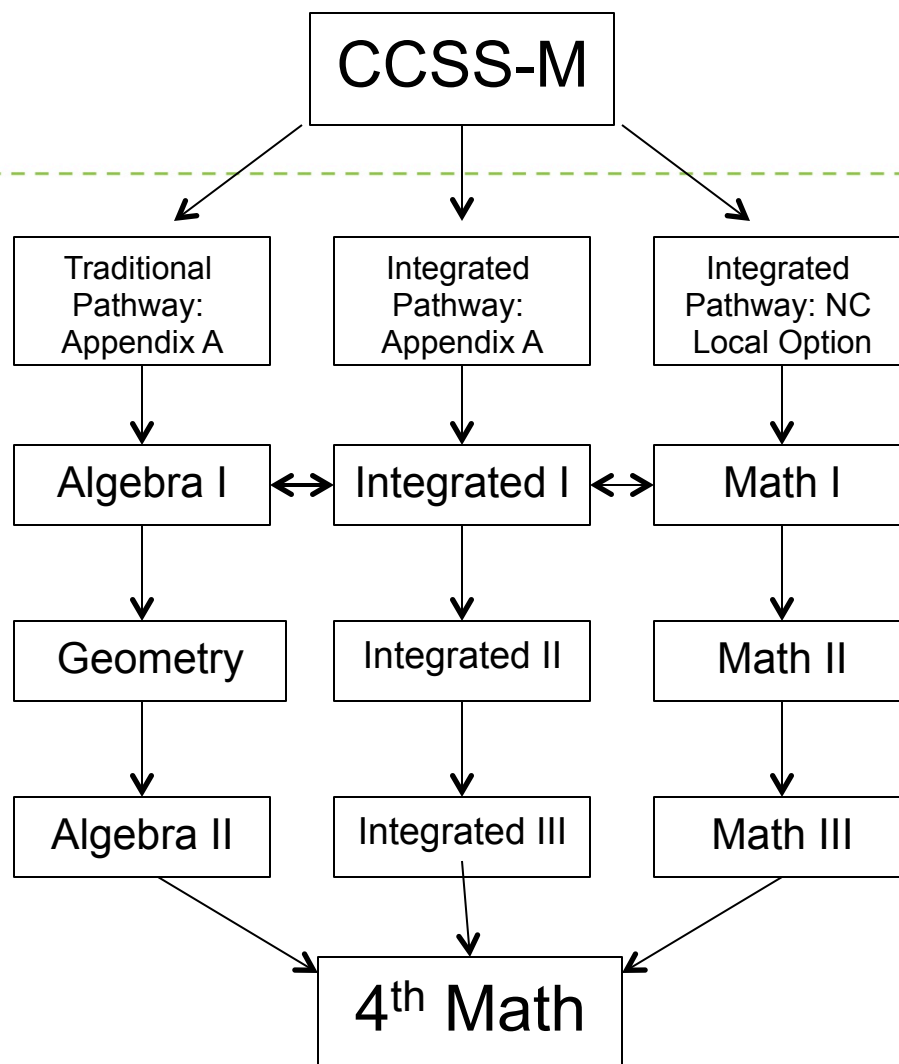 CCSS-M
Traditional
Pathway:
Appendix A
Integrated
Pathway:
Appendix A
Integrated
Pathway: NC
Local Option
Algebra I
Integrated I
Math I
Geometry
Integrated II
Math II
Algebra II
Integrated III
Math III
4th Math